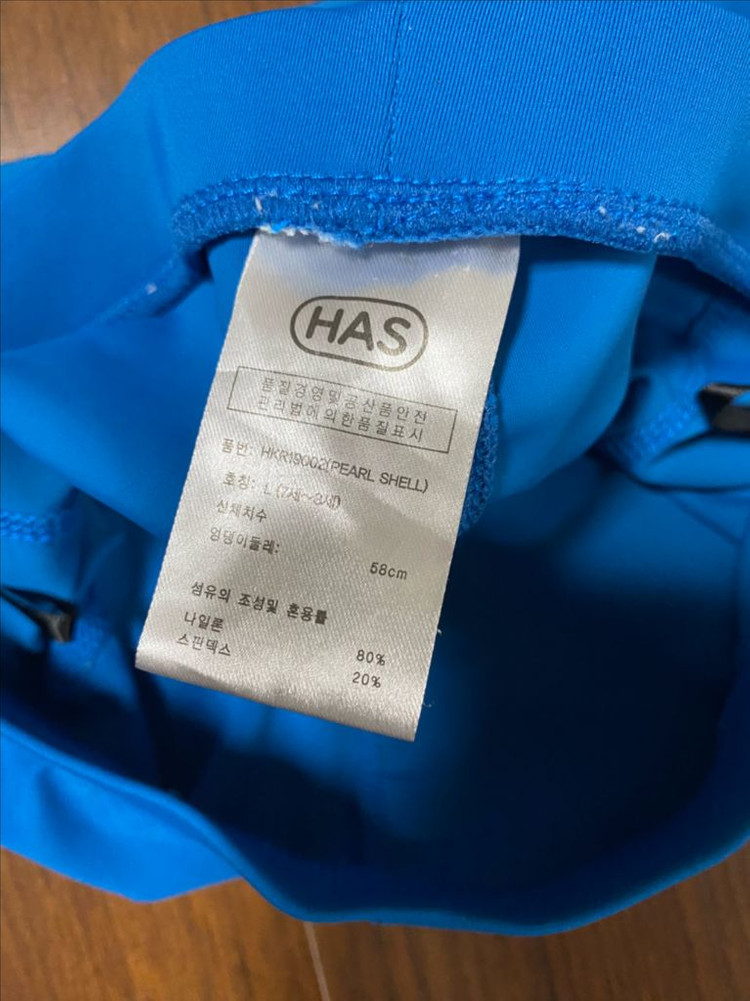 HAS
품질경영및공산품안전
관리법에의한품질표시
품번: HKR19002(PEARL SHELL)
호칭: L (7세~8세)
신체치수
엉덩이둘레:
58cm
섬유의 조성및 혼용률
나일론 80%
스판덱스 20%